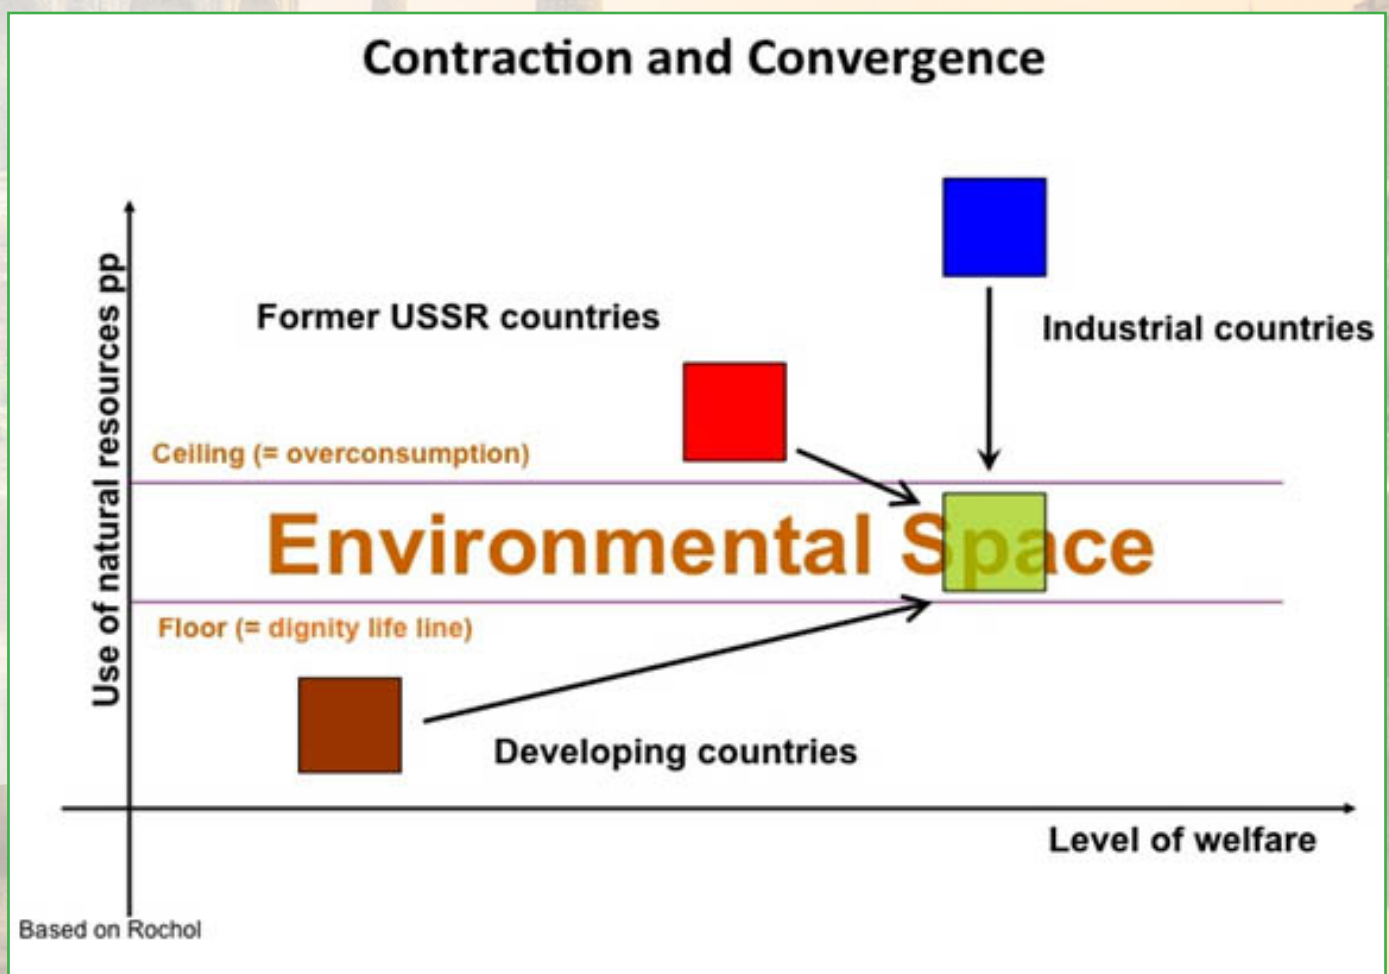 Contraction and Convergence
Use of natural resources pp
Former USSR countries
Industrial countries
Ceiling (= overconsumption)
Environmental Space
Floor (= dignity life line)
Developing countries
Level of welfare
Based on Rochol